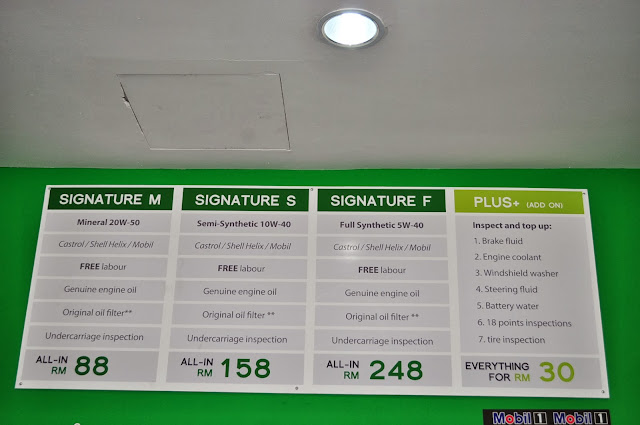 SIGNATURE M
Mineral 20W-50
Castrol / Shell Helix / Mobil
FREE labour
Genuine engine oil
Original oil filter**
Undercarriage inspection
ALL-IN
RM 88
SIGNATURE S
Semi-Synthetic 10W-40
Castrol / Shell Helix / Mobil
FREE labour
Genuine engine oil
Original oil filter**
Undercarriage inspection
ALL-IN
RM 158
SIGNATURE F
Full Synthetic 5W-40
Castrol / Shell Helix / Mobil
FREE labour
Genuine engine oil
Original oil filter**
Undercarriage inspection
ALL-IN
RM 248
PLUS+ (ADD ON)
Inspect and top up:
1. Brake fluid
2. Engine coolant
3. Windshield washer
4. Steering fluid
5. Battery water
6. 18 points inspections
7. tire inspection
EVERYTHING
FOR RM 30
Mobil 1 Mobil 1